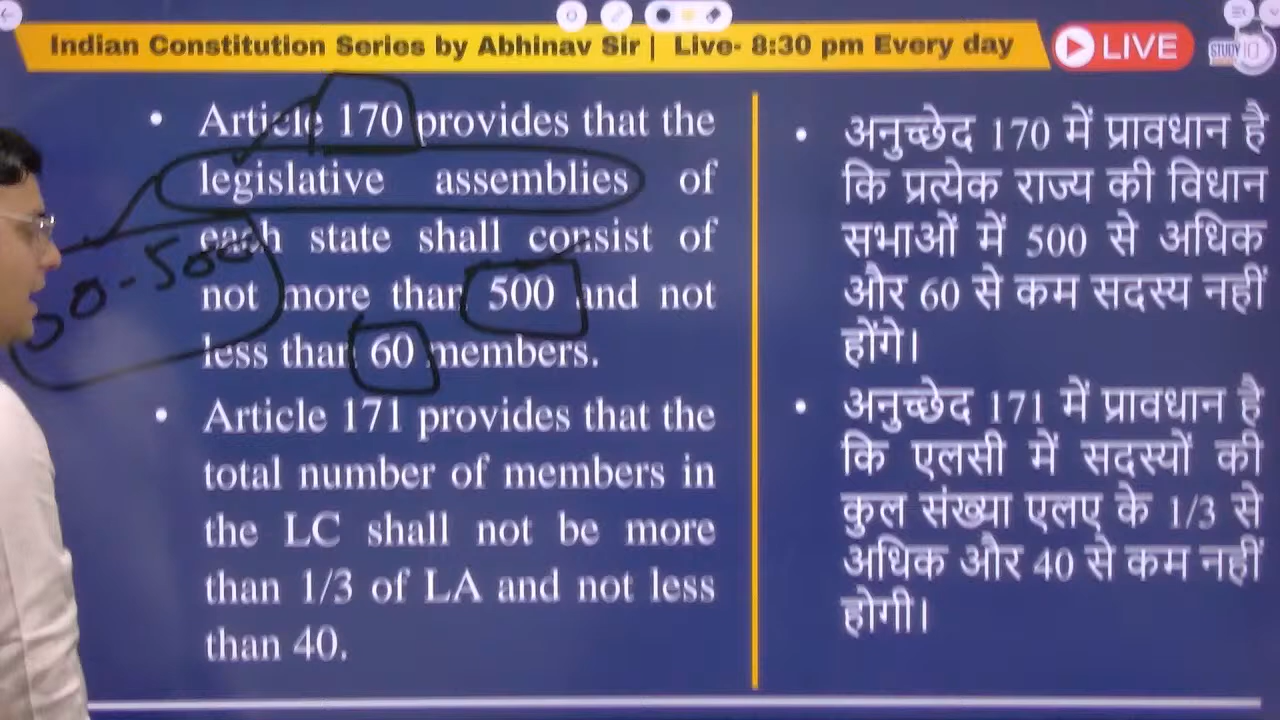 Indian Constitution Series by Abhinav Sir | Live- 8:30 pm Every day
LIVE
STUDY
• Article 170 provides that the
legislative assemblies of
each state shall consist of
not more than 500 and not
less than 60 members.
• Article 171 provides that the
total number of members in
the LC shall not be more
than 1/3 of LA and not less
than 40.
• अनुच्छेद 170 में प्रावधान है
कि प्रत्येक राज्य की विधान
सभाओं में 500 से अधिक
और 60 से कम सदस्य नहीं
होंगे।
• अनुच्छेद 171 में प्रावधान है
कि एलसी में सदस्यों की
कुल संख्या एलए के 1/3 से
अधिक और 40 से कम नहीं
होगी।